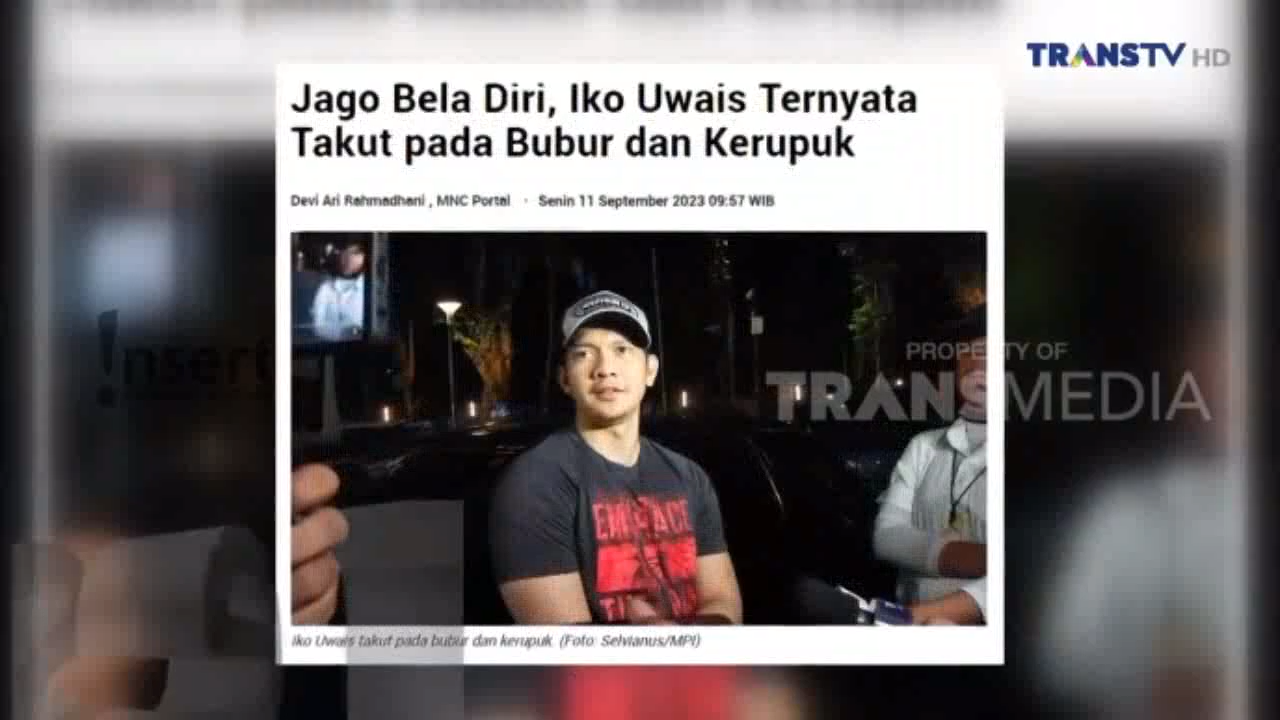 TRANSTV HD
Jago Bela Diri, Iko Uwais Ternyata
Takut pada Bubur dan Kerupuk
Devi Ari Rahmadhani , MNC Portal · Senin 11 September 2023 09:57 WIB
!nsert
PROPERTY OF
TRANSMEDIA
EMBRACE
Iko Uwais takut pada bubur dan kerupuk. (Foto: Selvianus/MPI)